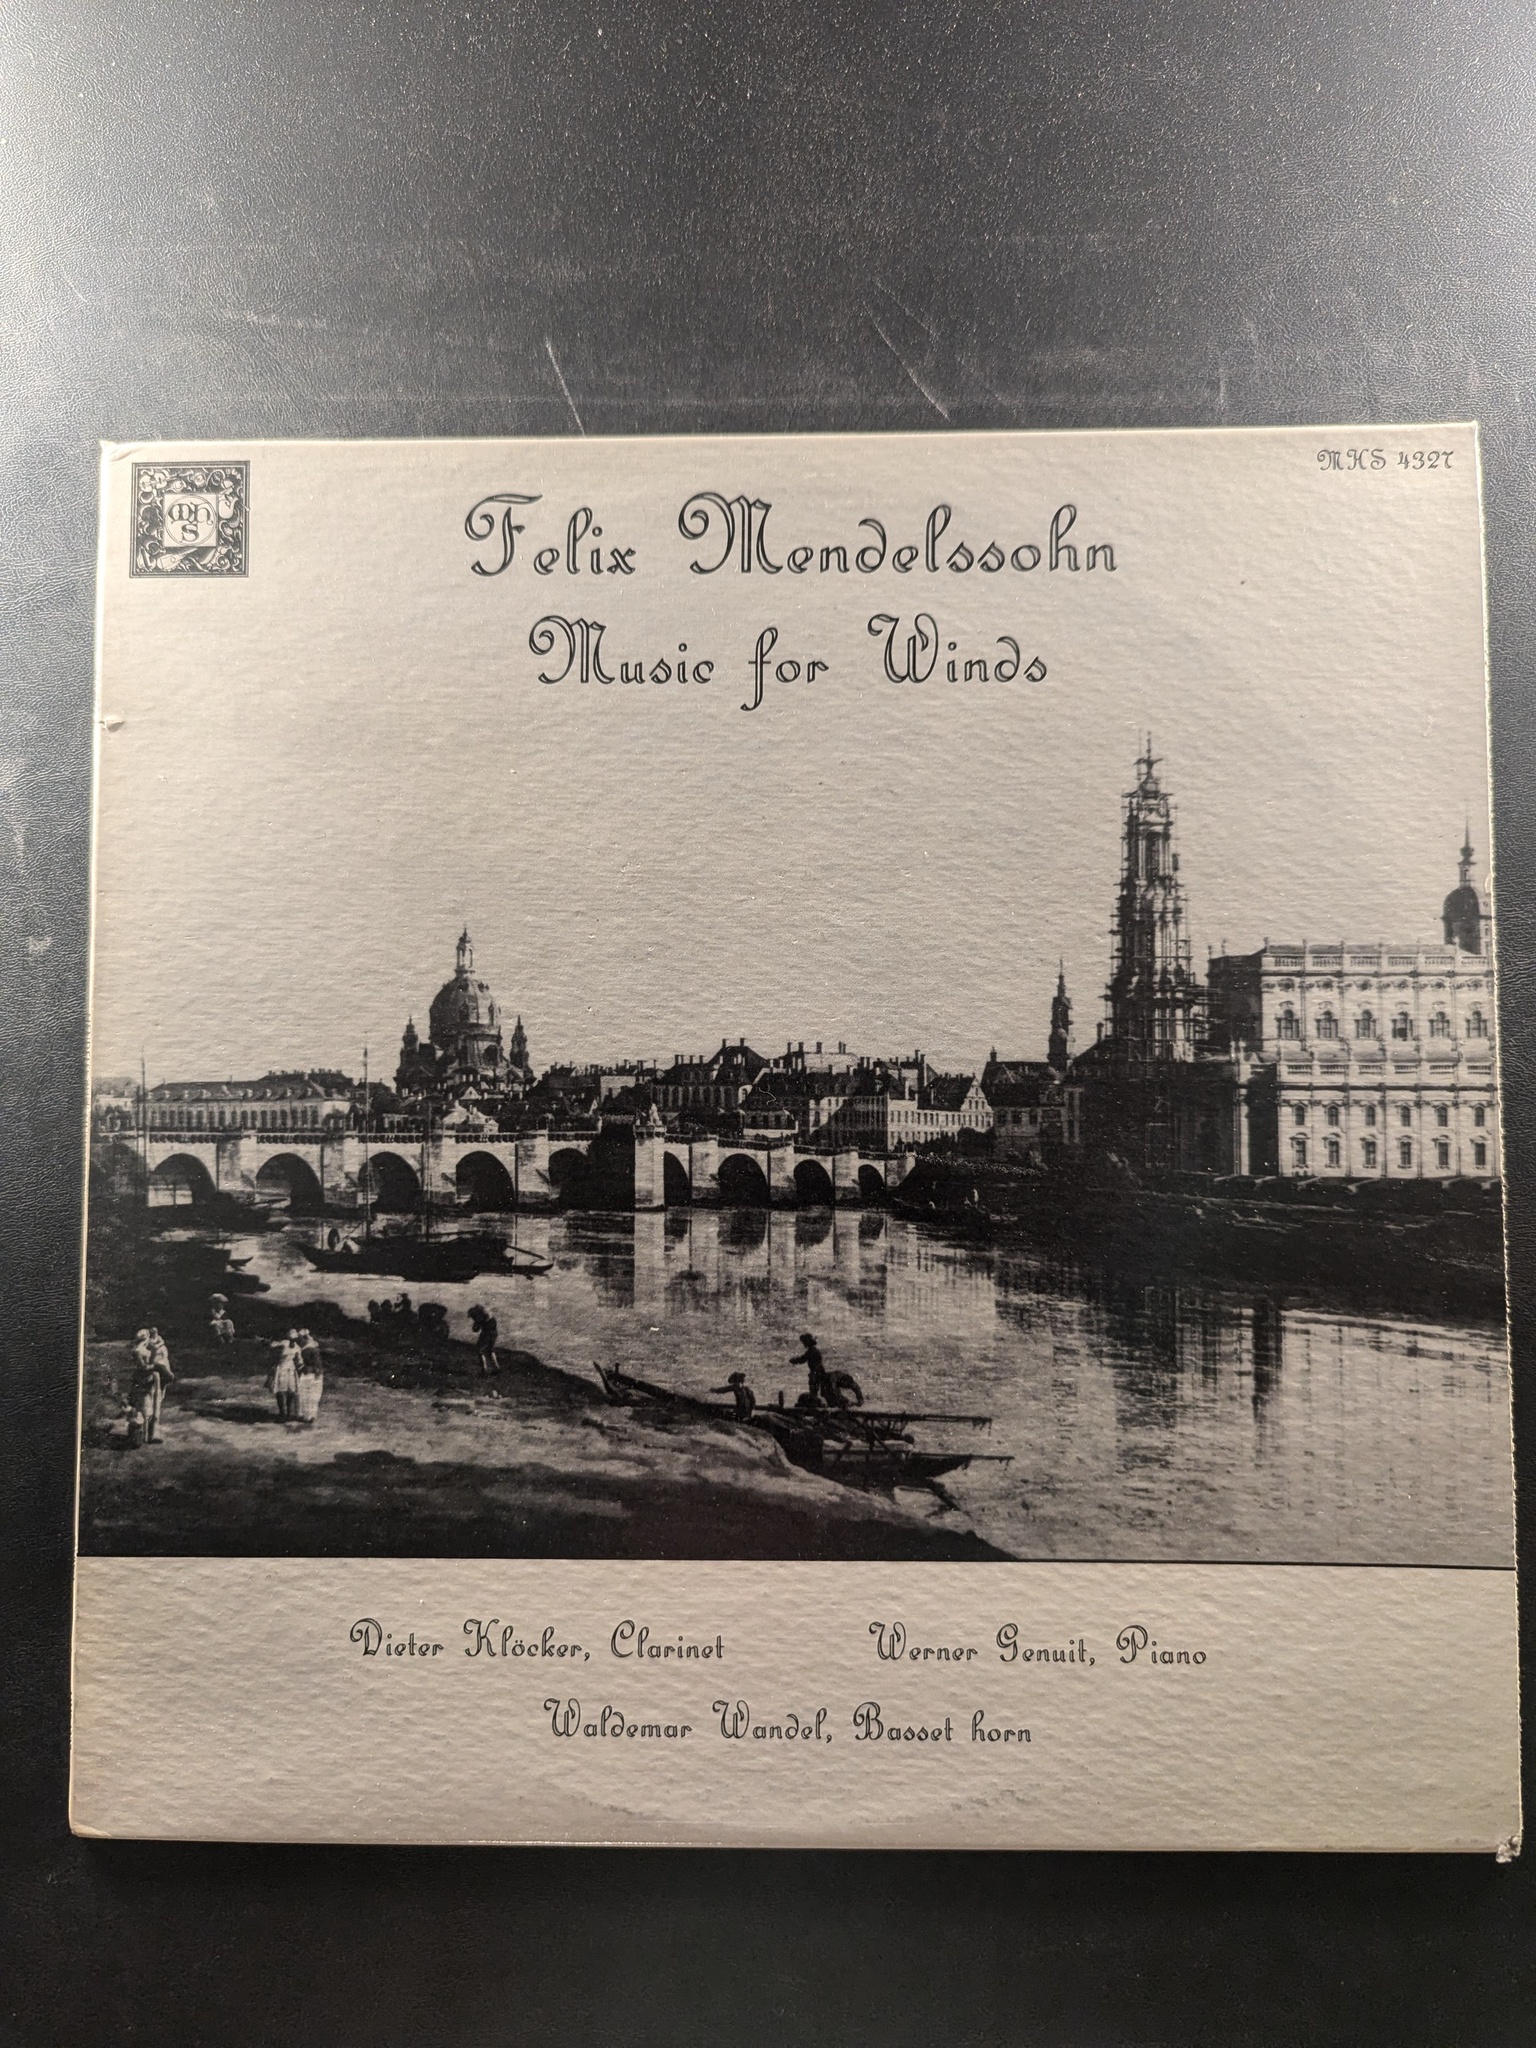 MHS 4327
MHS
Felix Mendelssohn
Music for Winds
Dieter Klöcker, Clarinet
Werner Genuit, Piano
Waldemar Wandel, Basset horn